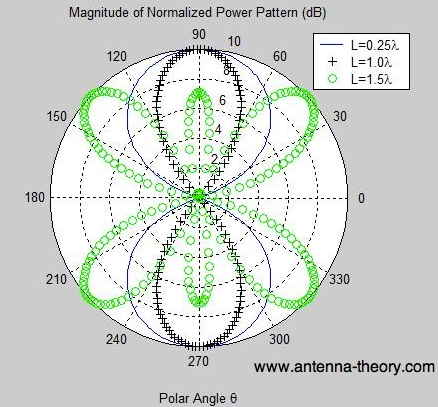 Magnitude of Normalized Power Pattern (dB)
90
10
120
60
8
L=0.25λ
L=1.0λ
L=1.5λ
6
150
30
4
2
180
0
210
330
240
300
270
www.antenna-theory.com
Polar Angle θ